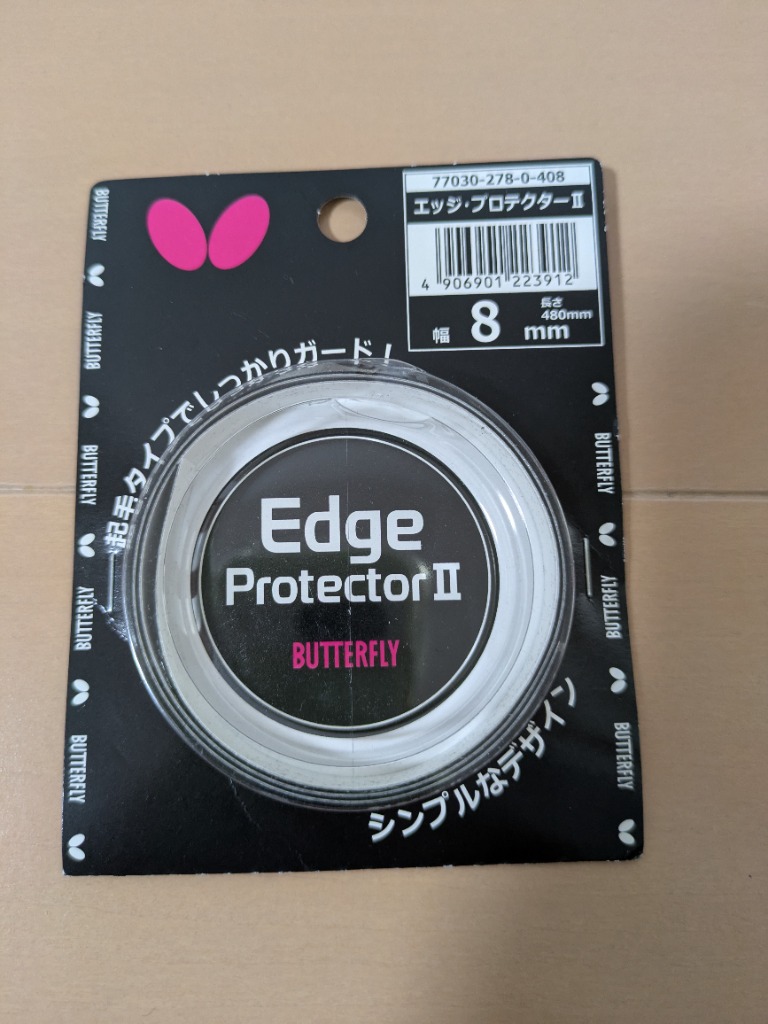 77030-278-0-408
エッジ・プロテクターⅡ
4 906901 223912
幅 8 mm
長さ
480mm
起毛タイプでしっかりガード!
Edge
Protector Ⅱ
BUTTERFLY
シンプルなデザイン
BUTTERFLY
BUTTERFLY
BUTTERFLY
BUTTERFLY
BUTTERFLY
BUTTERFLY
BUTTERFLY
BUTTERFLY